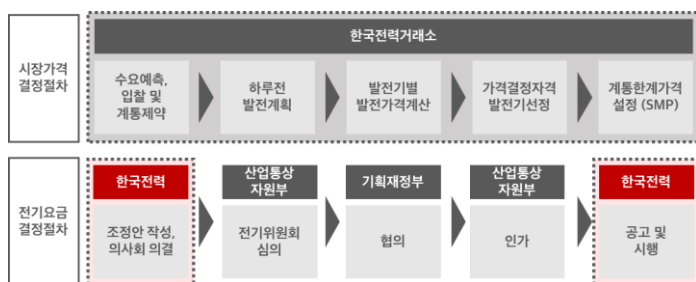 한국전력거래소
시장가격
결정절차
수요예측,
입찰 및
계통제약
하루전
발전계획
발전기별
발전가격계산
가격결정자격
발전기선정
계통한계가격
설정 (SMP)
전기요금
결정절차
한국전력
조정안 작성,
의사회 의결
산업통상
자원부
전기위원회
심의
기획재정부
협의
산업통상
자원부
인가
한국전력
공고 및
시행